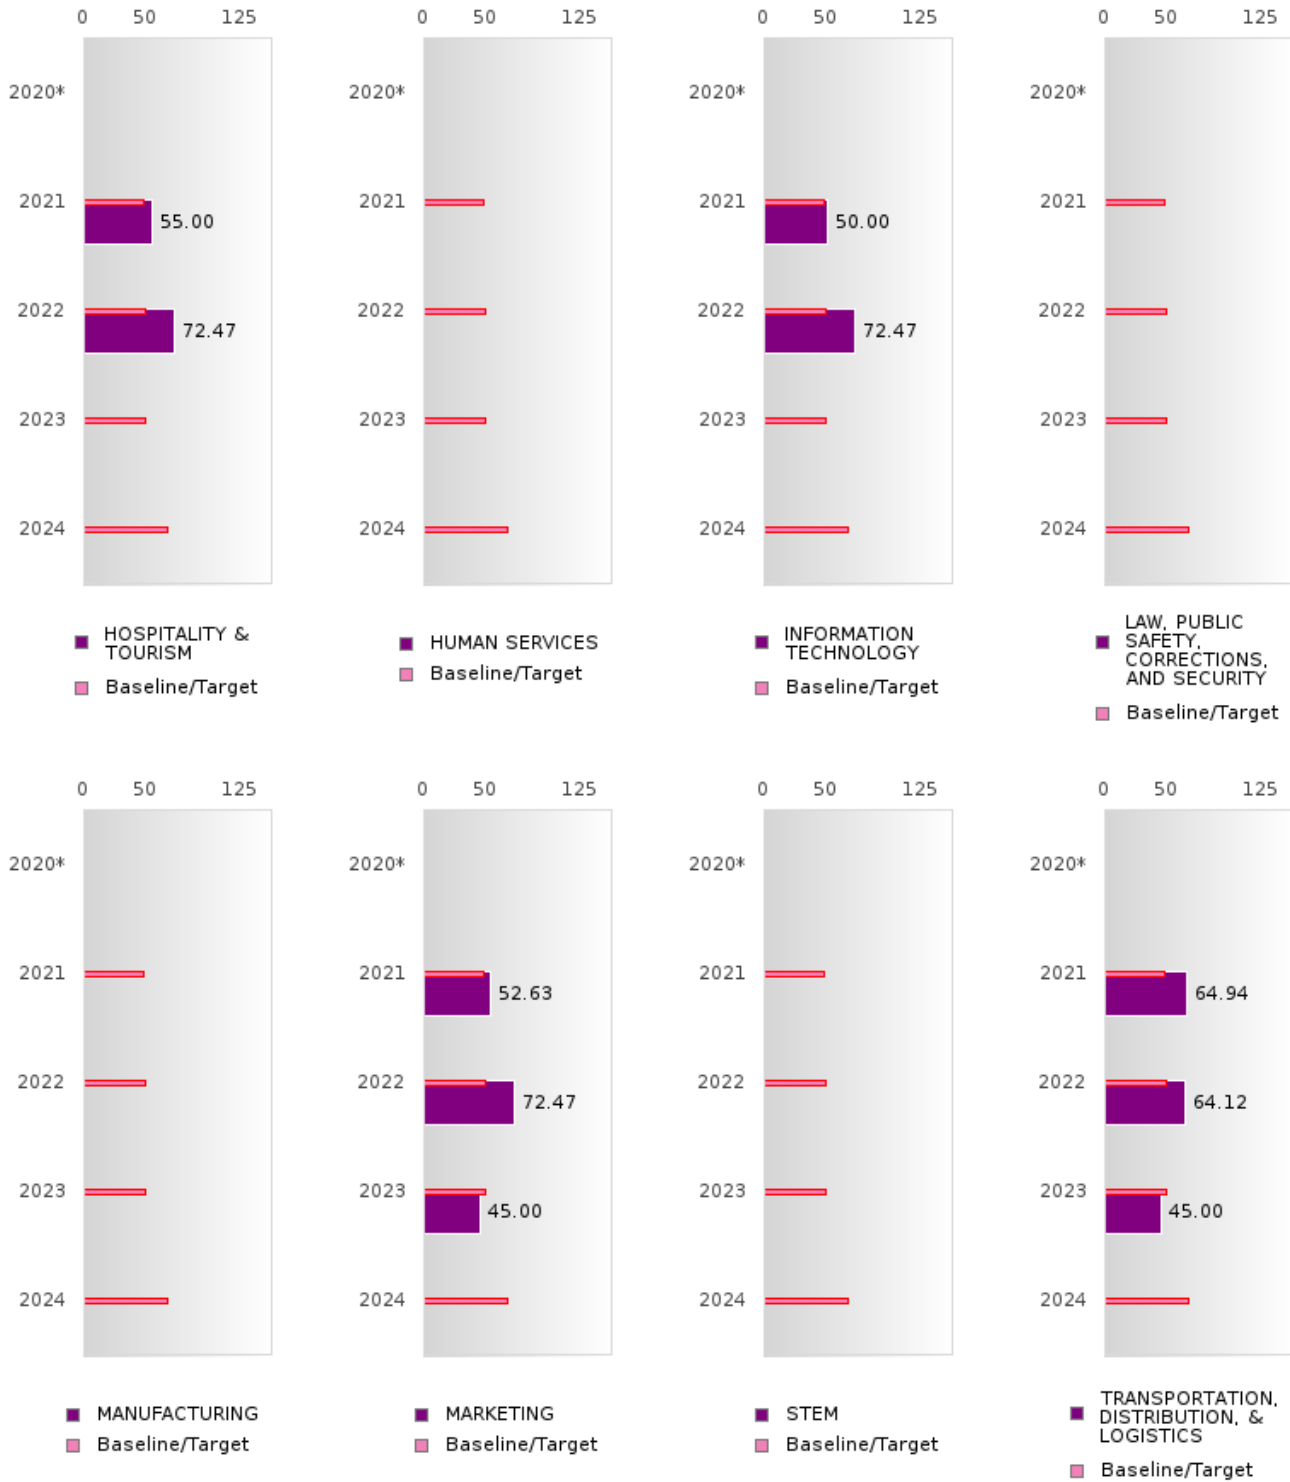 0 50 125
2020*
2021
55.00
2022
72.47
2023
2024
HOSPITALITY &
TOURISM
Baseline/Target
0 50 125
2020*
2021
2022
2023
2024
HUMAN SERVICES
Baseline/Target
0 50 125
2020*
2021
50.00
2022
72.47
2023
2024
INFORMATION
TECHNOLOGY
Baseline/Target
0 50 125
2020*
2021
2022
2023
2024
LAW, PUBLIC
SAFETY,
CORRECTIONS,
AND SECURITY
Baseline/Target
0 50 125
2020*
2021
2022
2023
2024
MANUFACTURING
Baseline/Target
0 50 125
2020*
2021
52.63
2022
72.47
2023
45.00
2024
MARKETING
Baseline/Target
0 50 125
2020*
2021
2022
2023
2024
STEM
Baseline/Target
0 50 125
2020*
2021
64.94
2022
64.12
2023
45.00
2024
TRANSPORTATION,
DISTRIBUTION, &
LOGISTICS
Baseline/Target